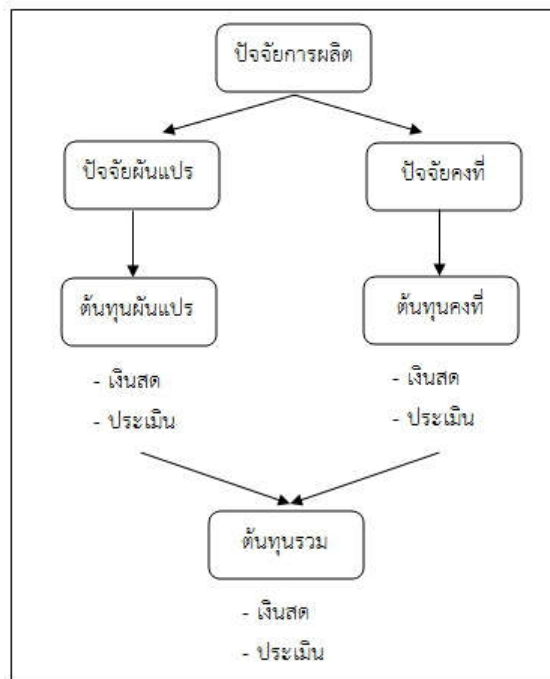 ปัจจัยการผลิต
ปัจจัยผันแปร
ปัจจัยคงที่
ต้นทุนผันแปร
ต้นทุนคงที่
- เงินสด
- เงินสด
- ประเมิน
- ประเมิน
ต้นทุนรวม
- เงินสด
- ประเมิน